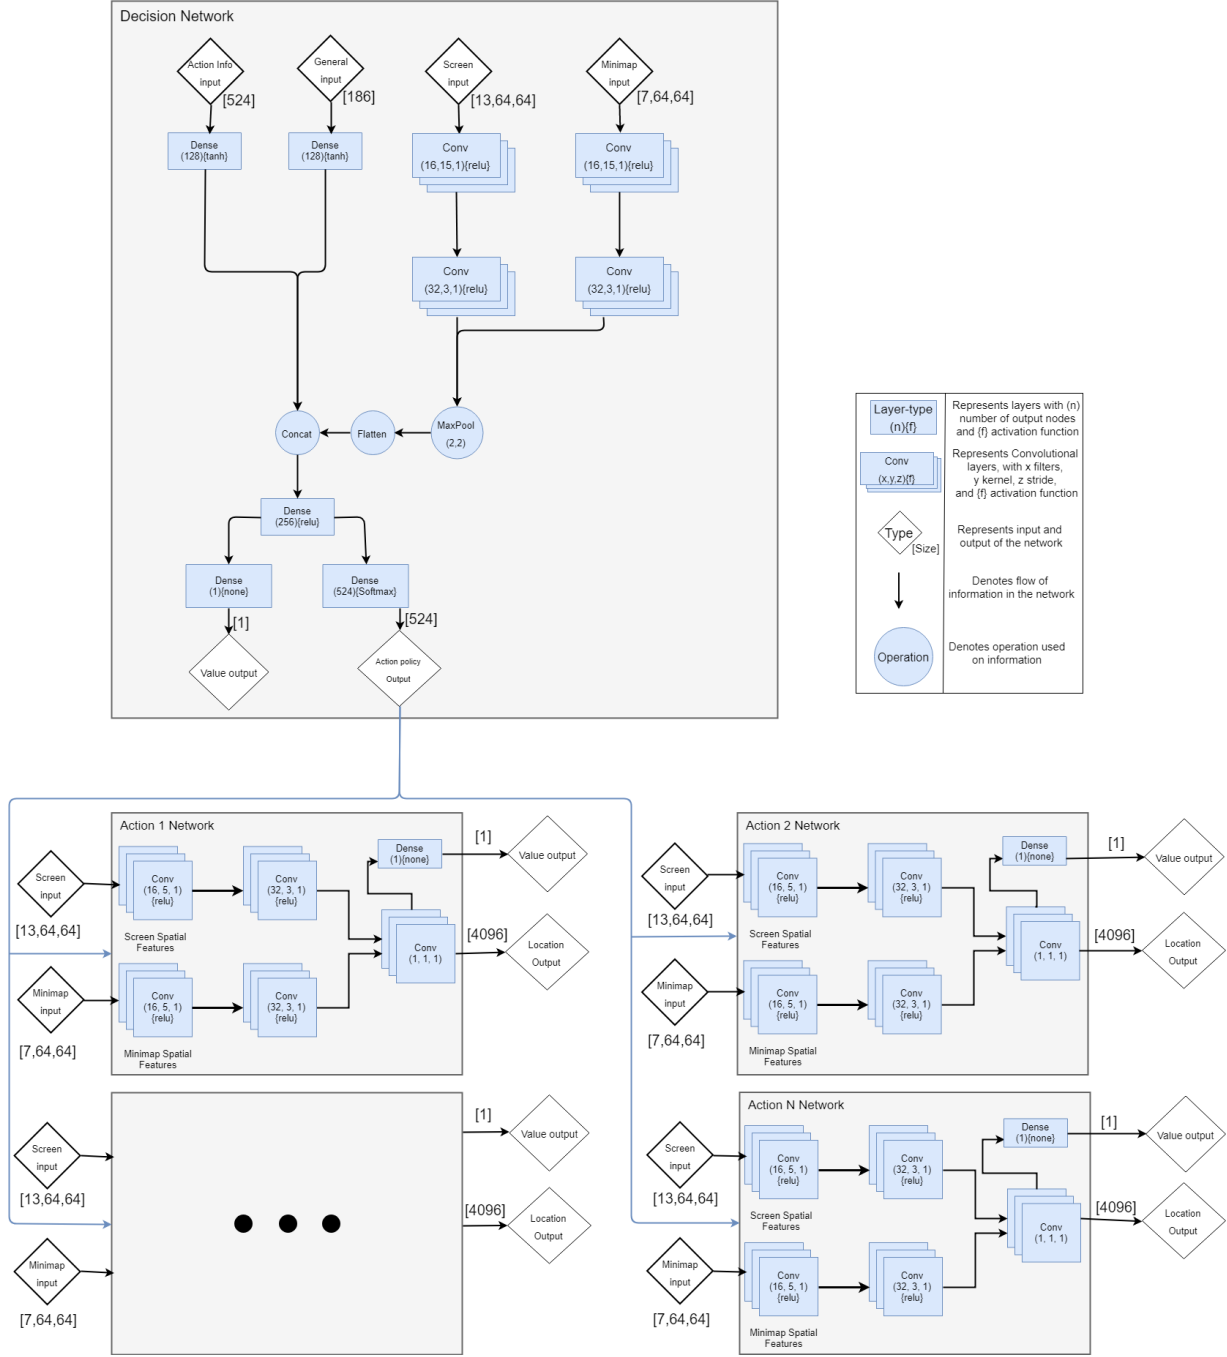 Decision Network
Action Info
input
[524]
General
input
[186]
Screen
input
[13,64,64]
Minimap
input
[7,64,64]
Dense
(128){tanh}
Dense
(128){tanh}
Conv
(16,15,1){relu}
Conv
(16,15,1){relu}
Conv
(32,3,1){relu}
Conv
(32,3,1){relu}
Concat
Flatten
MaxPool
(2,2)
Dense
(256){relu}
Dense
(1){none}
Dense
(524){Softmax}
[1]
[524]
Value output
Action policy
Output
Layer-type
(n){f}
Represents layers with (n)
number of output nodes
and {f} activation function
Conv
(x,y,z){f}
Represents Convolutional
layers, with x filters,
y kernel, z stride,
and {f} activation function
Type
[Size]
Represents input and
output of the network
Denotes flow of
information in the network
Operation
Denotes operation used
on information
Action 1 Network
Screen
input
[13,64,64]
Conv
(16, 5, 1)
{relu}
Conv
(32, 3, 1)
{relu}
Dense
(1){none}
[1]
Value output
Screen Spatial
Features
Conv
(1, 1, 1)
[4096]
Location
Output
Minimap
input
[7,64,64]
Conv
(16, 5, 1)
{relu}
Conv
(32, 3, 1)
{relu}
Minimap Spatial
Features
Action 2 Network
Screen
input
[13,64,64]
Conv
(16, 5, 1)
{relu}
Conv
(32, 3, 1)
{relu}
Dense
(1){none}
[1]
Value output
Screen Spatial
Features
Conv
(1, 1, 1)
[4096]
Location
Output
Minimap
input
[7,64,64]
Conv
(16, 5, 1)
{relu}
Conv
(32, 3, 1)
{relu}
Minimap Spatial
Features
Screen
input
[13,64,64]
[1]
Value output
[4096]
Location
Output
Minimap
input
[7,64,64]
Action N Network
Screen
input
[13,64,64]
Conv
(16, 5, 1)
{relu}
Conv
(32, 3, 1)
{relu}
Dense
(1){none}
[1]
Value output
Screen Spatial
Features
Conv
(1, 1, 1)
[4096]
Location
Output
Minimap
input
[7,64,64]
Conv
(16, 5, 1)
{relu}
Conv
(32, 3, 1)
{relu}
Minimap Spatial
Features